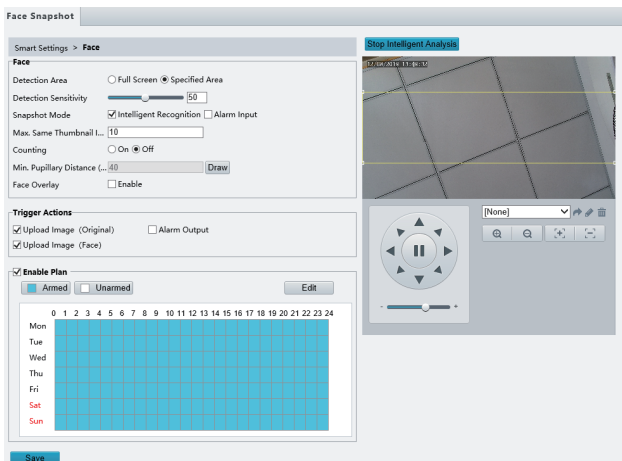 Face Snapshot
Smart Settings > Face
Face
Detection Area Full Screen Specified Area
Detection Sensitivity 50
Snapshot Mode Intelligent Recognition Alarm Input
Max. Same Thumbnail I... 10
Counting On Off
Min. Pupillary Distance (... 40 Draw
Face Overlay Enable
Trigger Actions
Upload Image (Original) Alarm Output
Upload Image (Face)
Enable Plan
Armed Unarmed Edit
0 1 2 3 4 5 6 7 8 9 10 11 12 13 14 15 16 17 18 19 20 21 22 23 24
Mon
Tue
Wed
Thu
Fri
Sat
Sun
Save
Stop Intelligent Analysis
[None]
- +